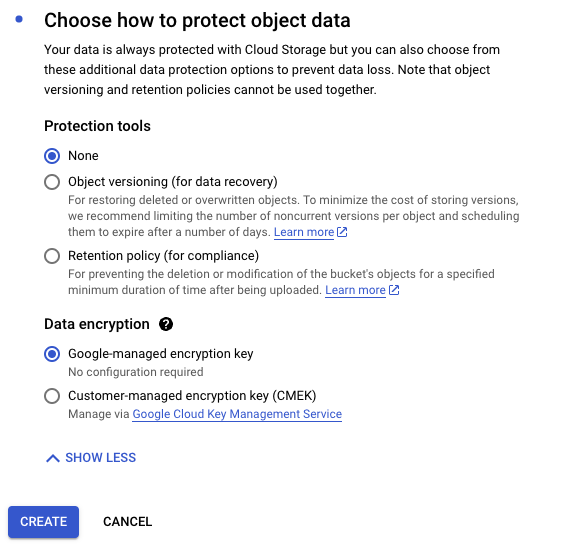 Choose how to protect object data
Your data is always protected with Cloud Storage but you can also choose from
these additional data protection options to prevent data loss. Note that object
versioning and retention policies cannot be used together.
Protection tools
None
Object versioning (for data recovery)
For restoring deleted or overwritten objects. To minimize the cost of storing versions,
we recommend limiting the number of noncurrent versions per object and scheduling
them to expire after a number of days. Learn more
Retention policy (for compliance)
For preventing the deletion or modification of the bucket's objects for a specified
minimum duration of time after being uploaded. Learn more
Data encryption ?
Google-managed encryption key
No configuration required
Customer-managed encryption key (CMEK)
Manage via Google Cloud Key Management Service
SHOW LESS
CREATE CANCEL